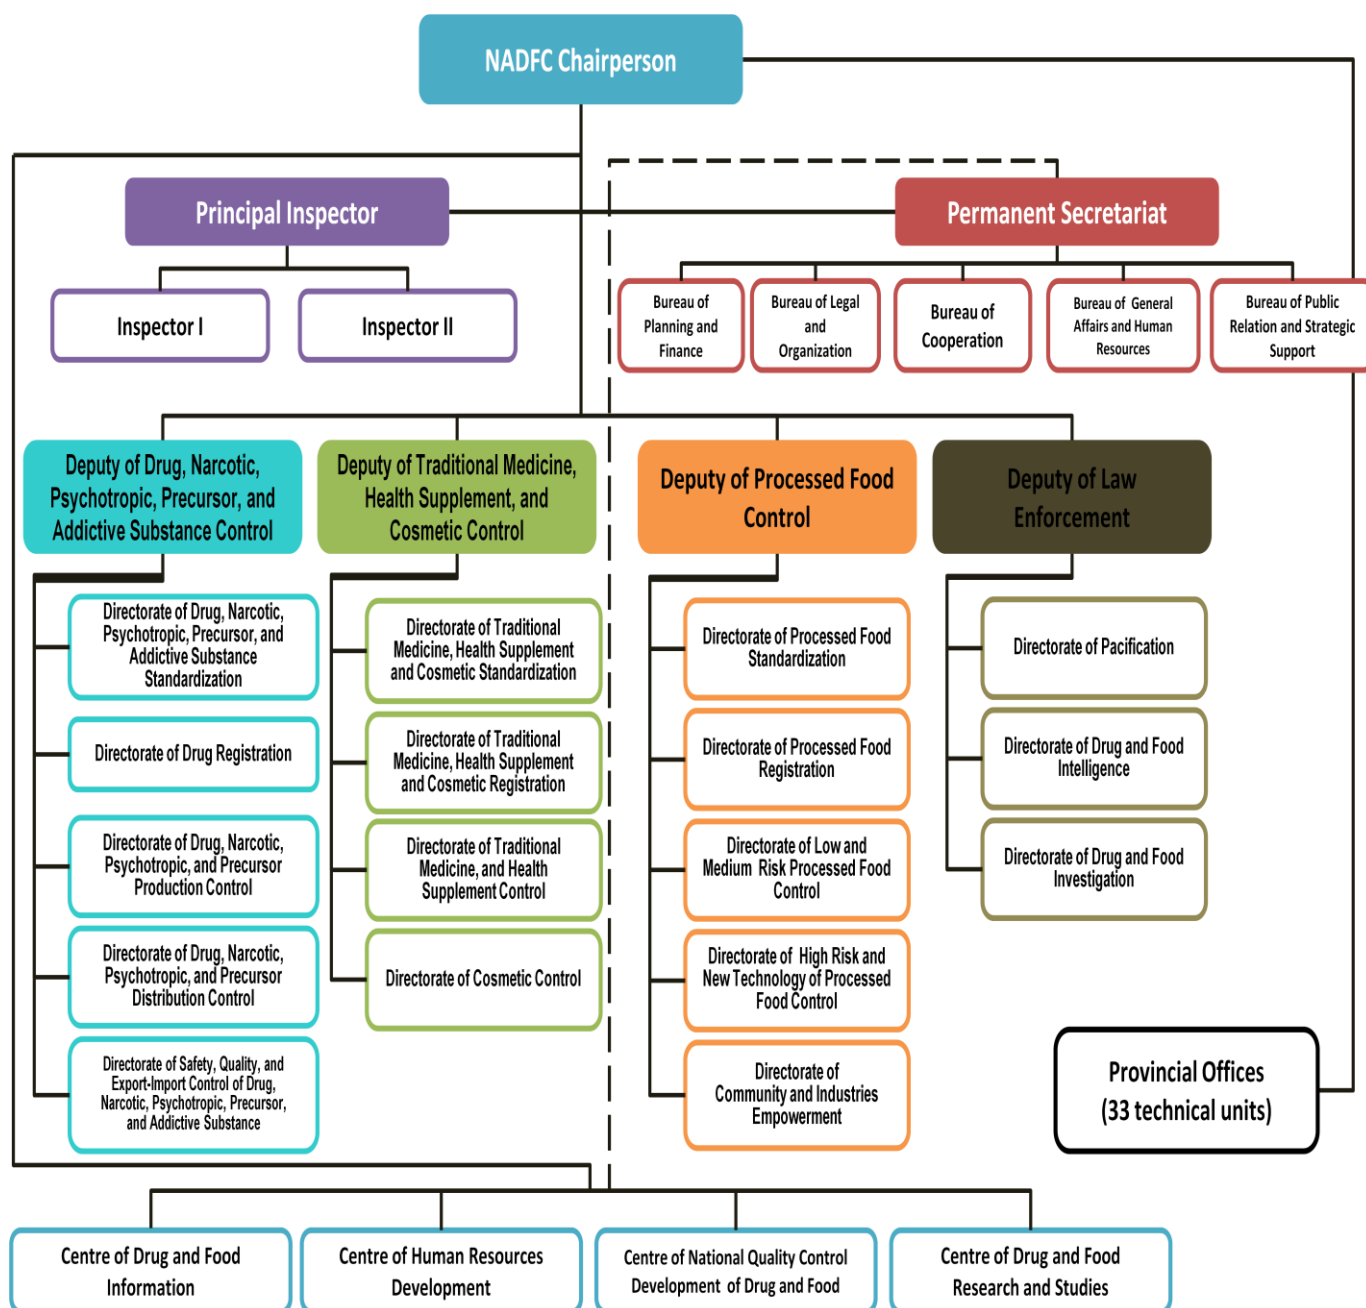 NADFC Chairperson
Principal Inspector
Permanent Secretariat
Inspector I
Inspector II
Bureau of
Planning and
Finance
Bureau of Legal
and
Organization
Bureau of
Cooperation
Bureau of  General
Affairs and Human
Resources
Bureau of Public
Relation and Strategic
Support
Deputy of Drug, Narcotic,
Psychotropic, Precursor, and
Addictive Substance Control
Deputy of Traditional Medicine,
Health Supplement, and
Cosmetic Control
Deputy of Processed Food
Control
Deputy of Law
Enforcement
Directorate of Drug, Narcotic,
Psychotropic, Precursor, and
Addictive Substance
Standardization
Directorate of Drug Registration
Directorate of Drug, Narcotic,
Psychotropic, and Precursor
Production Control
Directorate of Drug, Narcotic,
Psychotropic, and Precursor
Distribution Control
Directorate of Safety, Quality, and
Export-Import Control of Drug,
Narcotic, Psychotropic, Precursor,
and Addictive Substance
Directorate of Traditional
Medicine, Health Supplement
and Cosmetic Standardization
Directorate of Traditional
Medicine, Health Supplement
and Cosmetic Registration
Directorate of Traditional
Medicine, and Health
Supplement Control
Directorate of Cosmetic Control
Directorate of Processed Food
Standardization
Directorate of Processed Food
Registration
Directorate of Low and
Medium  Risk Processed Food
Control
Directorate of  High Risk and
New Technology of Processed
Food Control
Directorate of
Community and Industries
Empowerment
Directorate of Pacification
Directorate of Drug and Food
Intelligence
Directorate of Drug and Food
Investigation
Provincial Offices
(33 technical units)
Centre of Drug and Food
Information
Centre of Human Resources
Development
Centre of National Quality Control
Development  of Drug and Food
Centre of Drug and Food
Research and Studies